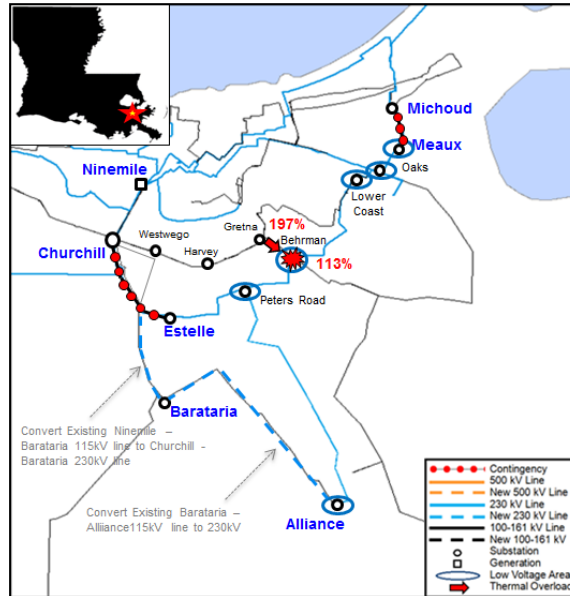 Michoud
Meaux
Oaks
Ninemile
Lower
Coast
Westwego
Gretna
197%
Behrman
Churchill
Harvey
113%
Peters Road
Estelle
Barataria
Convert Existing Ninemile –
Barataria 115kV line to Churchill -
Barataria 230kV line
Convert Existing Barataria –
Allliance115kV line to 230kV
Alliance
Contingency
500 kV Line
New 500 kV Line
230 kV Line
New 230 kV Line
100-161 kV Line
New 100-161 kV
Substation
Generation
Low Voltage Area
Thermal Overload